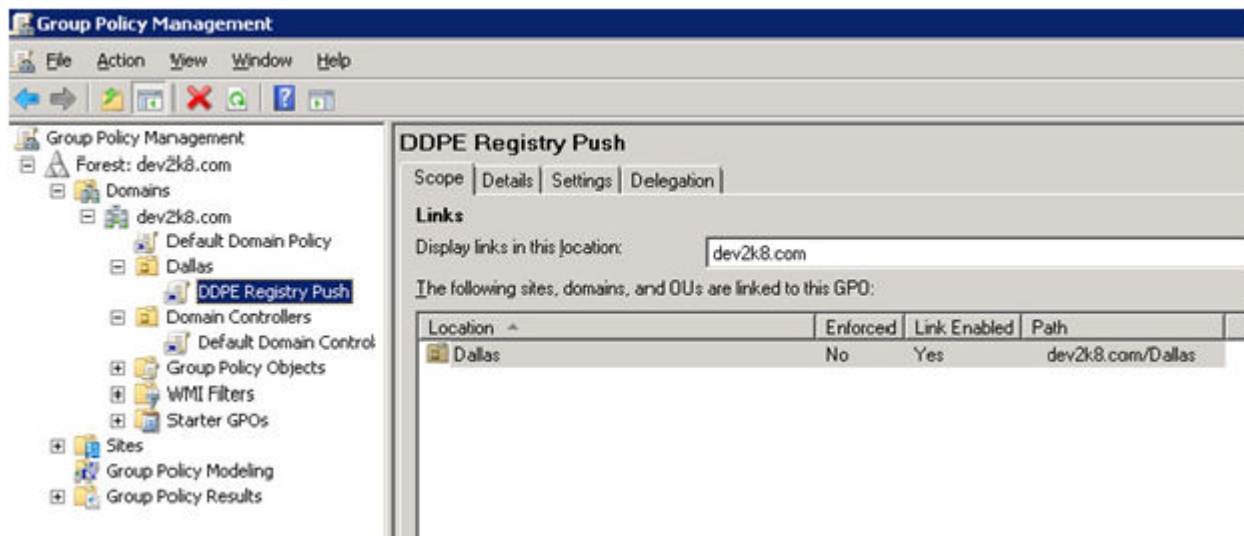 Group Policy Management
File Action View Window Help
Group Policy Management
Forest: dev2k8.com
Domains
dev2k8.com
Default Domain Policy
Dallas
DDPE Registry Push
Domain Controllers
Default Domain Control
Group Policy Objects
WMI Filters
Starter GPOs
Sites
Group Policy Modeling
Group Policy Results
DDPE Registry Push
Scope Details Settings Delegation
Links
Display links in this location: dev2k8.com
The following sites, domains, and OUs are linked to this GPO:
Location Enforced Link Enabled Path
Dallas No Yes dev2k8.com/Dallas